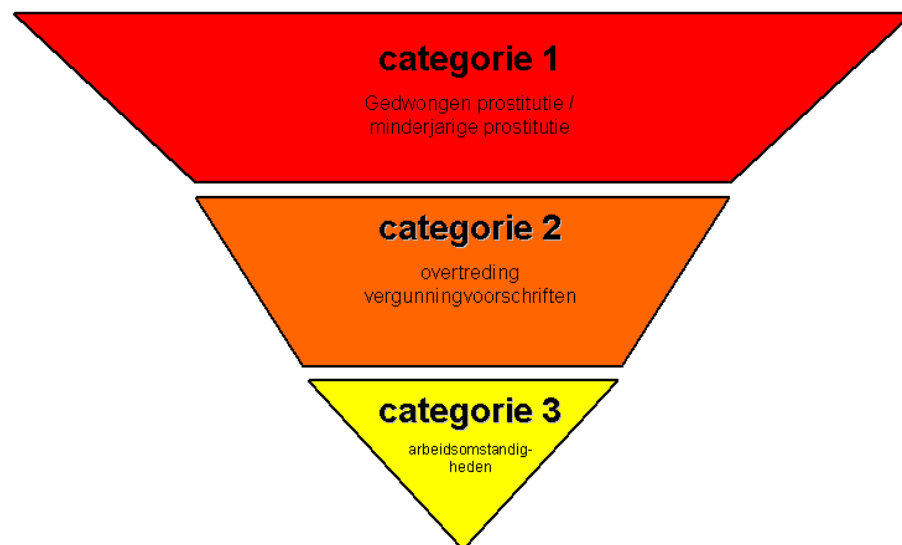 categorie 1
Gedwongen prostitutie /
minderjarige prostitutie
categorie 2
overtreding
vergunningvoorschriften
categorie 3
arbeidsomstandig-
heden